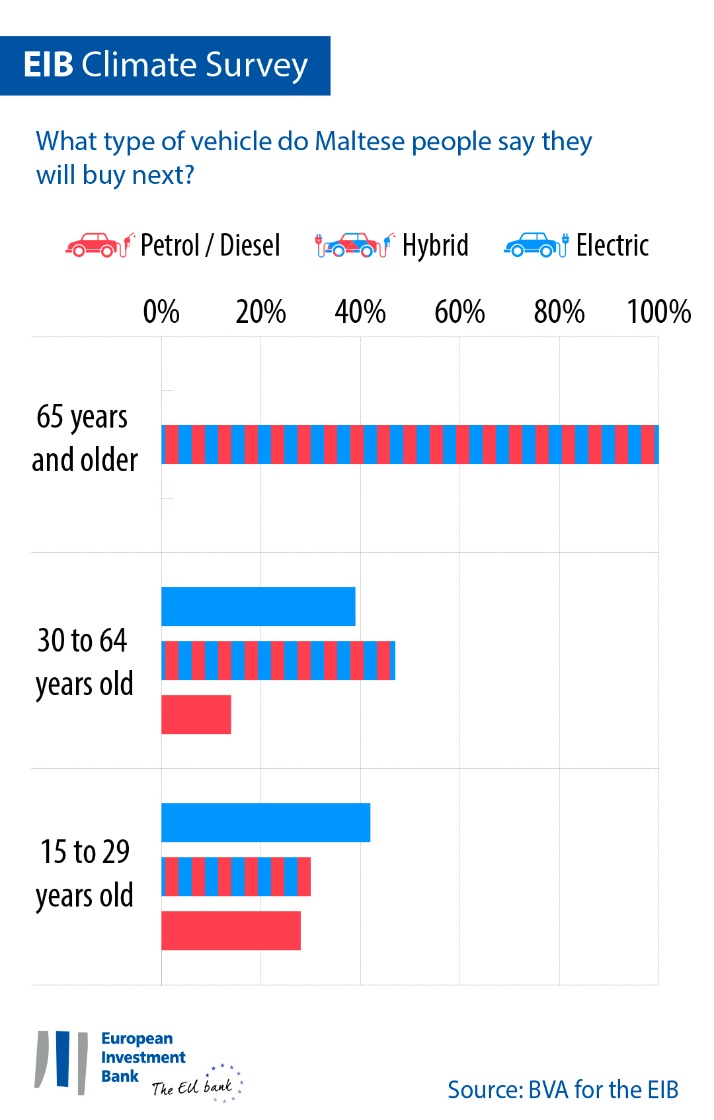 EIB Climate Survey
What type of vehicle do Maltese people say they
will buy next?
Petrol / Diesel Hybrid Electric
0% 20% 40% 60% 80% 100%
65 years
and older
30 to 64
years old
15 to 29
years old
European
Investment
Bank The EU bank
Source: BVA for the EIB